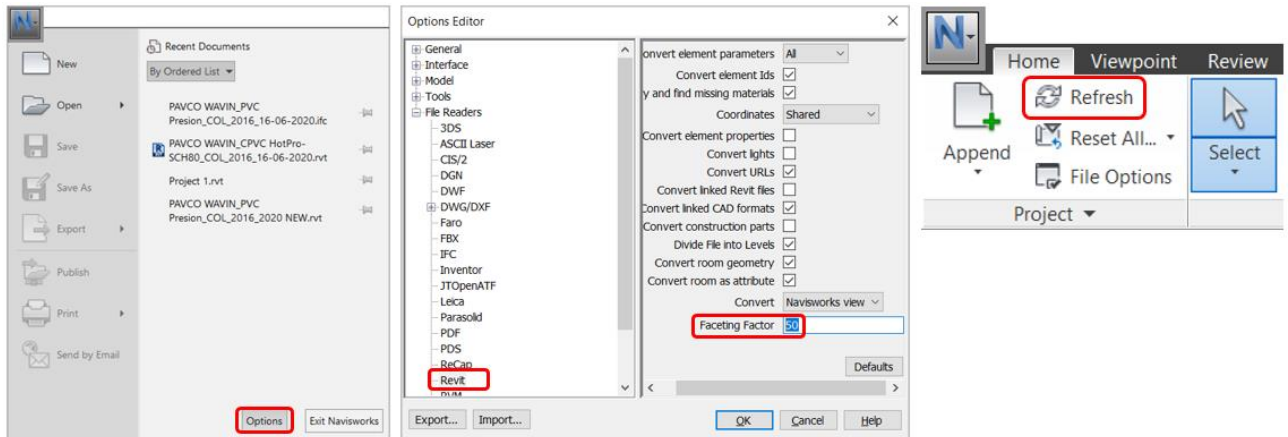 N
New
Open
Save
Save As
Export
Publish
Print
Send by Email
Recent Documents
By Ordered List
PAVCO WAVIN_PVC
Presion_COL_2016_16-06-2020.ifc
PAVCO WAVIN_CPVC HotPro-
SCH80_COL_2016_16-06-2020.rvt
Project 1.rvt
PAVCO WAVIN_PVC
Presion_COL_2016_2020 NEW.rvt
Options
Exit Navisworks
Options Editor
General
Interface
Model
Tools
File Readers
3DS
ASCII Laser
CIS/2
DGN
DWF
DWG/DXF
Faro
FBX
IFC
Inventor
JTOpenATF
Leica
Parasolid
PDF
PDS
ReCap
Revit
RVM
onvert element parameters All
Convert element Ids
y and find missing materials
Coordinates Shared
Convert element properties
Convert lights
Convert URLs
Convert linked Revit files
Convert linked CAD formats
Convert construction parts
Divide File into Levels
Convert room geometry
Convert room as attribute
Convert Navisworks view
Faceting Factor 50
Defaults
Export...
Import...
OK
Cancel
Help
N
Home
Viewpoint
Review
Append
Refresh
Reset All...
File Options
Select
Project